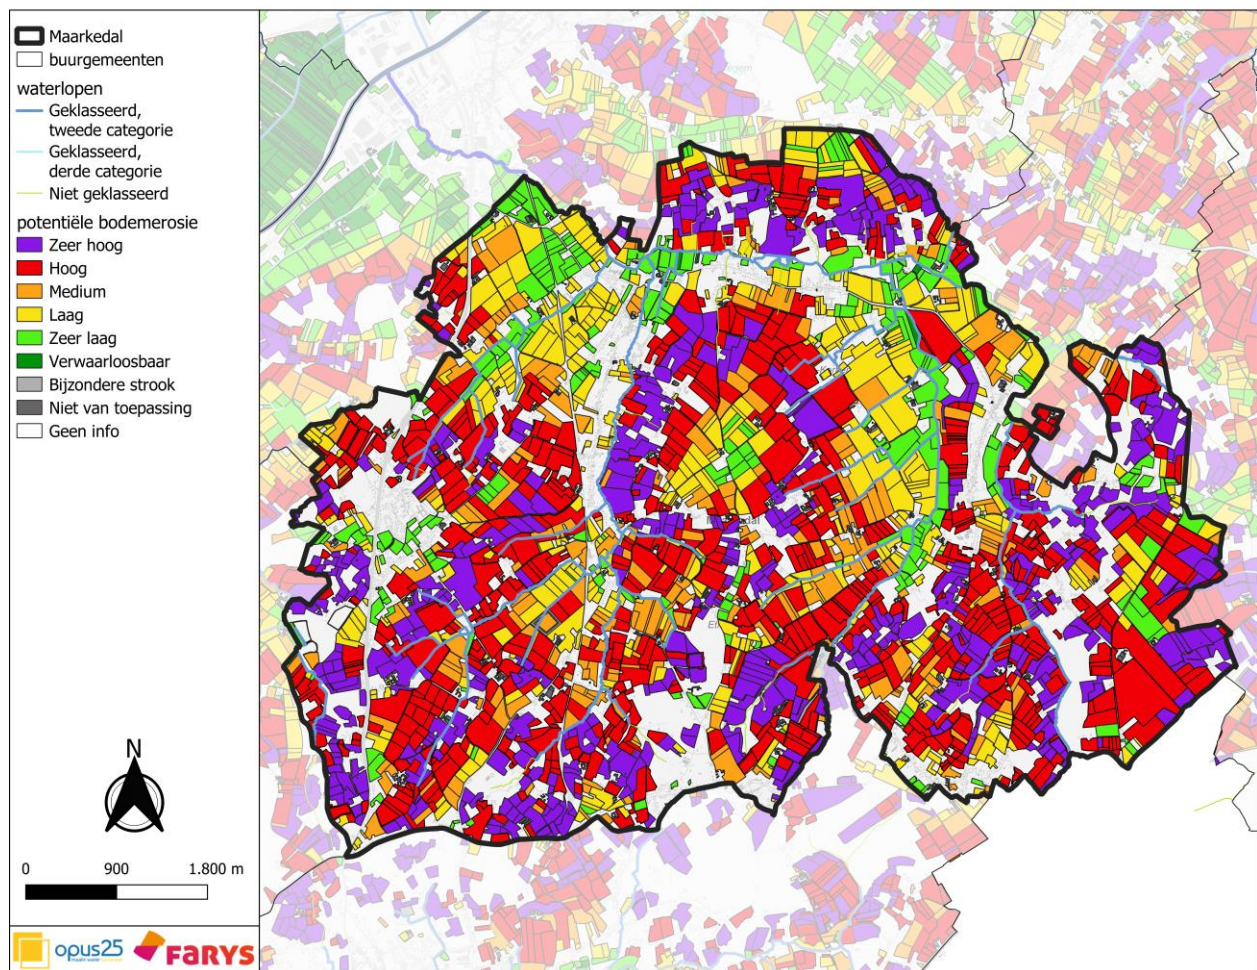 Maarkedal
buurgemeenten
waterlopen
Geklasseerd,
tweede categorie
Geklasseerd,
derde categorie
Niet geklasseerd
potentiële bodemerosie
Zeer hoog
Hoog
Medium
Laag
Zeer laag
Verwaarloosbaar
Bijzondere strook
Niet van toepassing
Geen info
N
0 900 1.800 m
opus25
FARYS